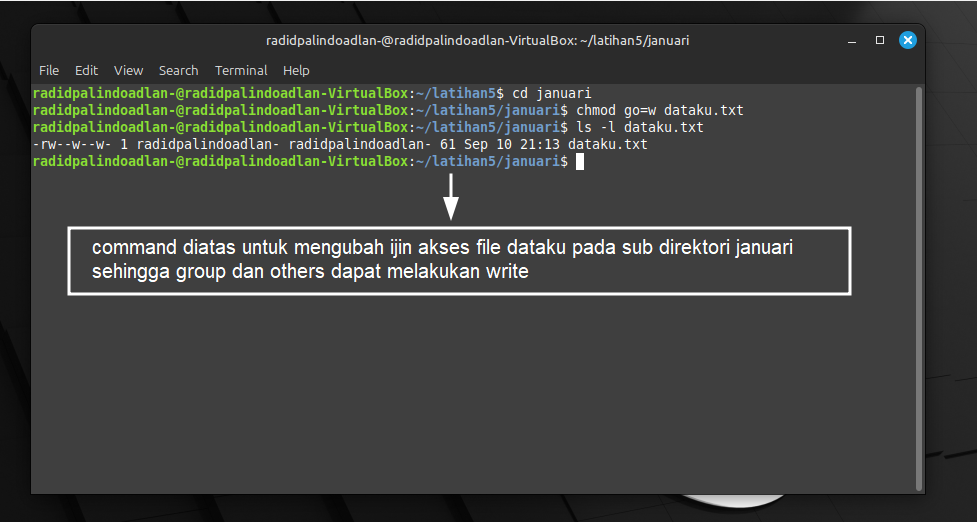 radidpalindoadlan-@radidpalindoadlan-VirtualBox: ~/latihan5/januari
File Edit View Search Terminal Help
radidpalindoadlan-@radidpalindoadlan-VirtualBox:~/latihan5$ cd januari
radidpalindoadlan-@radidpalindoadlan-VirtualBox:~/latihan5/januari$ chmod go=w dataku.txt
radidpalindoadlan-@radidpalindoadlan-VirtualBox:~/latihan5/januari$ ls -l dataku.txt
-rw--w--w- 1 radidpalindoadlan- radidpalindoadlan- 61 Sep 10 21:13 dataku.txt
radidpalindoadlan-@radidpalindoadlan-VirtualBox:~/latihan5/januari$
command diatas untuk mengubah ijin akses file dataku pada sub direktori januari
sehingga group dan others dapat melakukan write